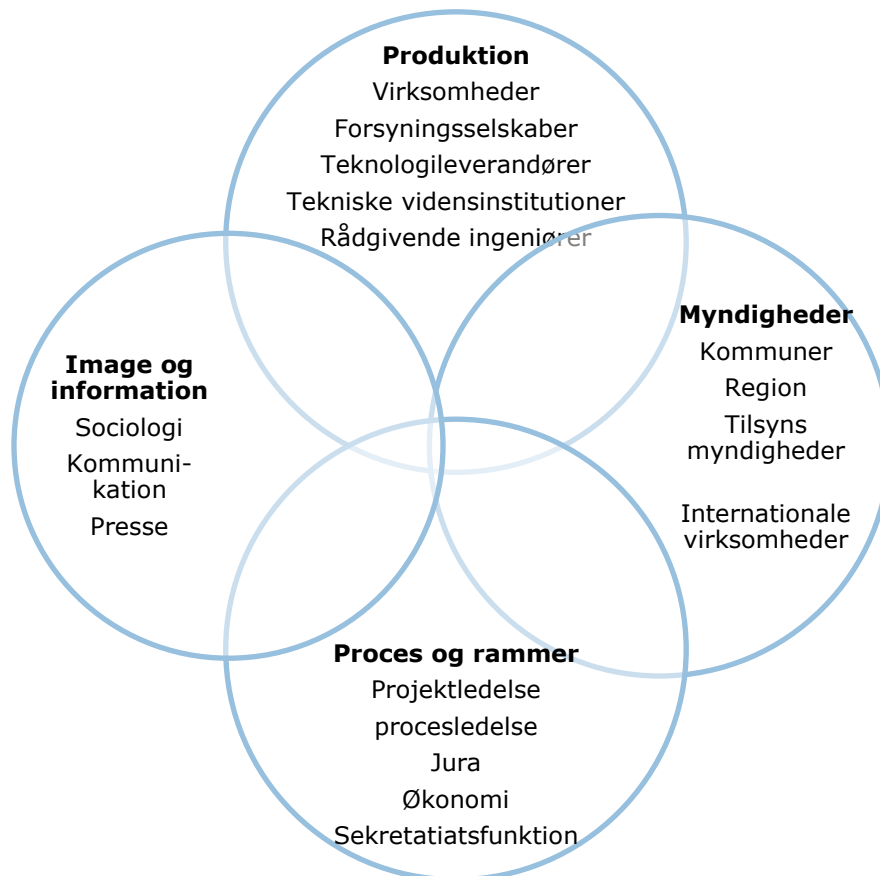 Produktion
Virksomheder
Forsyningsselskaber
Teknologileverandører
Tekniske vidensinstitutioner
Rådgivende ingeniører
Image og
information
Sociologi
Kommuni-
kation
Presse
Myndigheder
Kommuner
Region
Tilsyns
myndigheder
Internationale
virksomheder
Proces og rammer
Projektledelse
procesledelse
Jura
Økonomi
Sekretatiatsfunktion